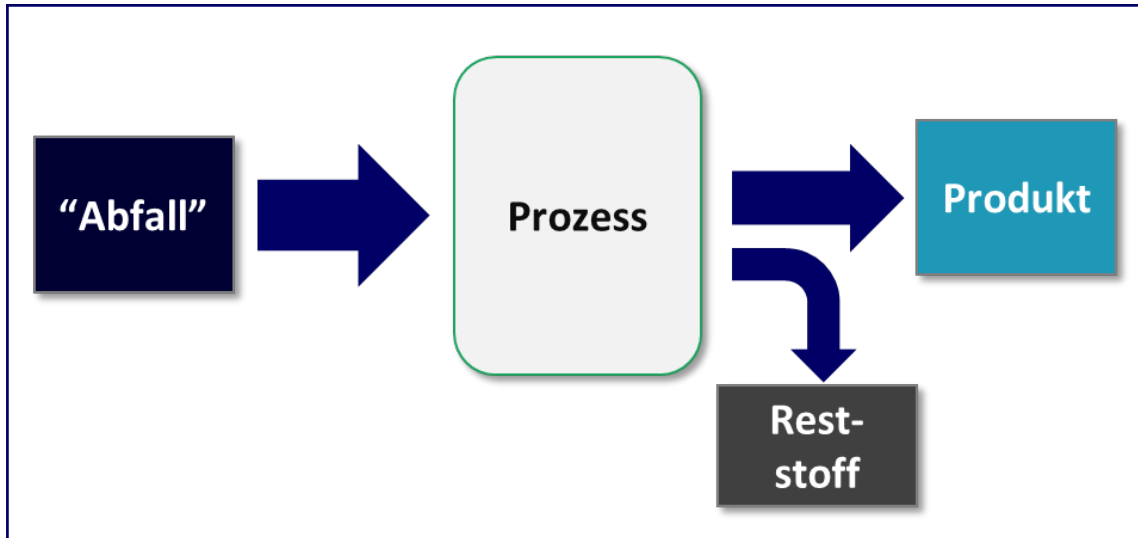 “Abfall”
Prozess
Produkt
Rest-
stoff